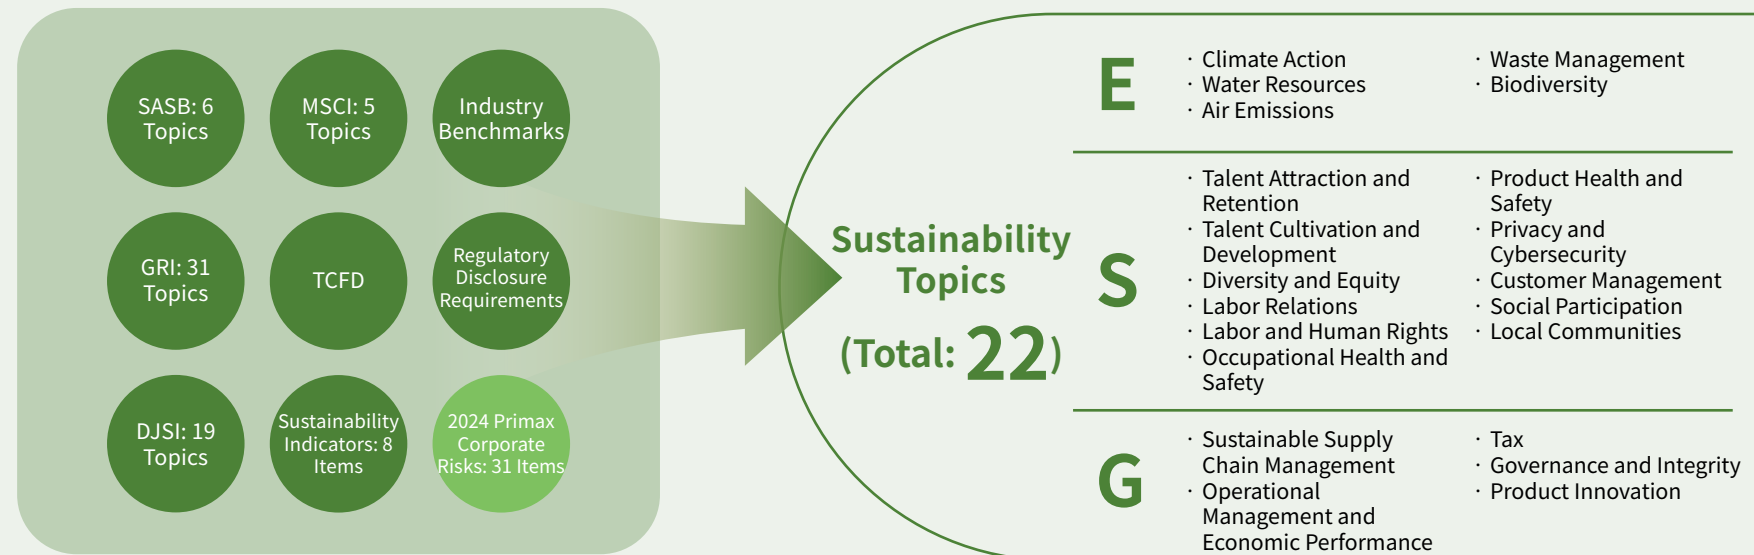 SASB: 6
Topics
MSCI: 5
Topics
Industry
Benchmarks
GRI: 31
Topics
TCFD
Regulatory
Disclosure
Requirements
DJSI: 19
Topics
Sustainability
Indicators: 8
Items
2024 Primax
Corporate
Risks: 31 Items
Sustainability
Topics
(Total: 22)
E
· Climate Action
· Water Resources
· Air Emissions
· Waste Management
· Biodiversity
S
· Talent Attraction and
Retention
· Talent Cultivation and
Development
· Diversity and Equity
· Labor Relations
· Labor and Human Rights
· Occupational Health and
Safety
· Product Health and
Safety
· Privacy and
Cybersecurity
· Customer Management
· Social Participation
· Local Communities
G
· Sustainable Supply
Chain Management
· Operational
Management and
Economic Performance
· Tax
· Governance and Integrity
· Product Innovation